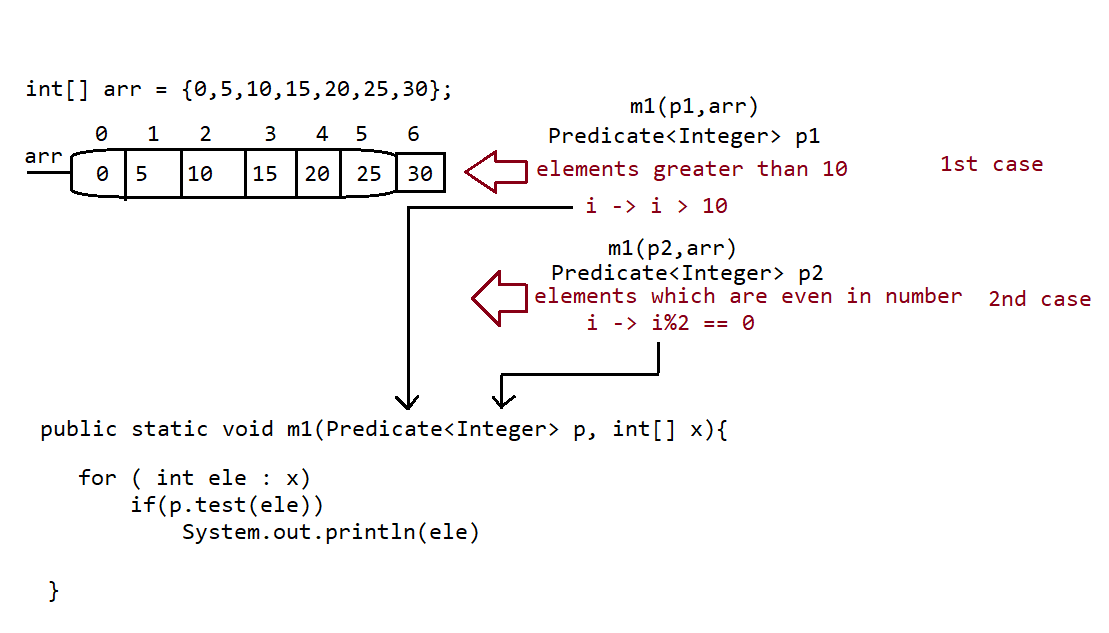 int[] arr = {0,5,10,15,20,25,30};
0 1 2 3 4 5 6
arr
0 5 10 15 20 25 30
m1(p1,arr)
Predicate<Integer> p1
elements greater than 10
1st case
i -> i > 10
m1(p2,arr)
Predicate<Integer> p2
elements which are even in number
2nd case
i -> i%2 == 0
public static void m1(Predicate<Integer> p, int[] x){
for ( int ele : x)
if(p.test(ele))
System.out.println(ele)
}